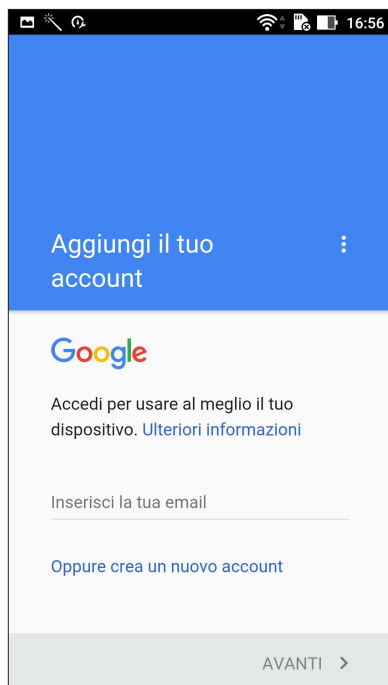 16:56
Aggiungi il tuo
account
Google
Accedi per usare al meglio il tuo
dispositivo. Ulteriori informazioni
Inserisci la tua email
Oppure crea un nuovo account
AVANTI